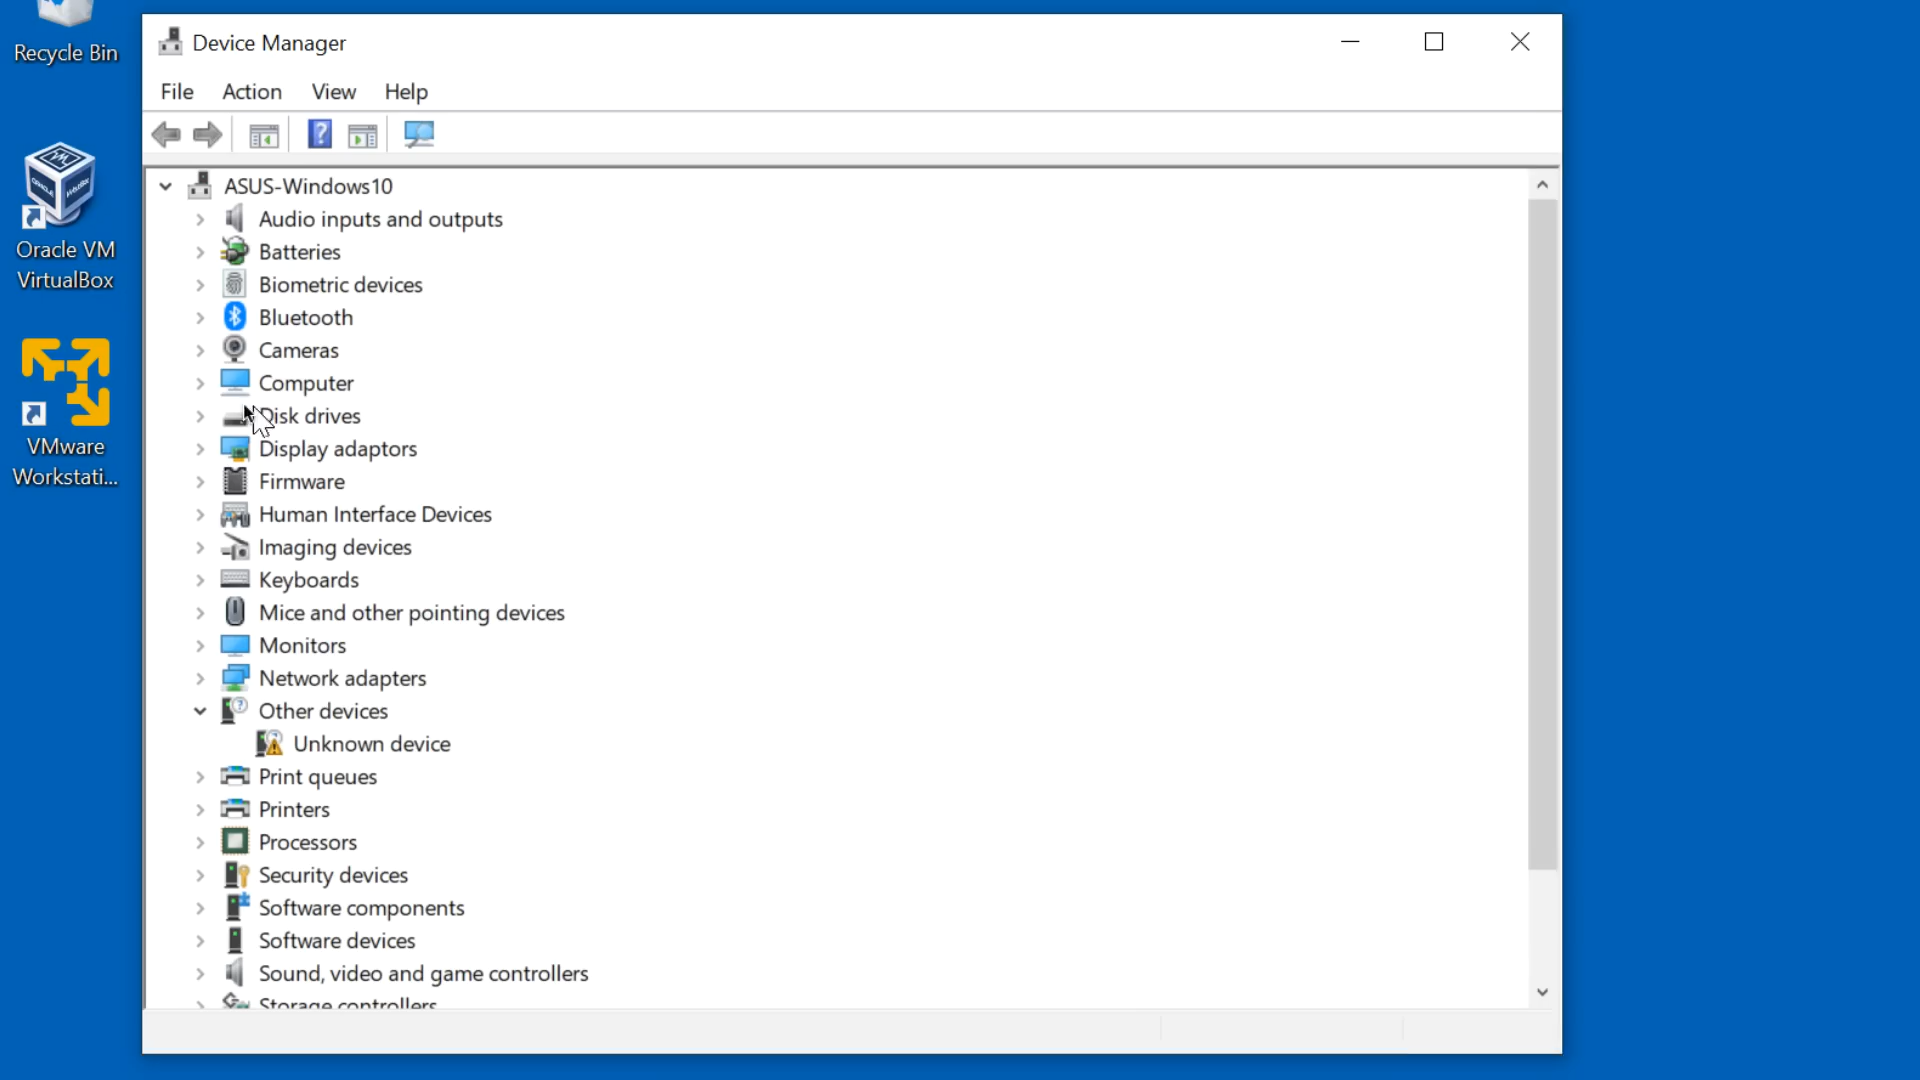 Recycle Bin
Oracle VM
VirtualBox
VMware
Workstati...
Device Manager
File Action View Help
ASUS-Windows10
Audio inputs and outputs
Batteries
Biometric devices
Bluetooth
Cameras
Computer
Disk drives
Display adaptors
Firmware
Human Interface Devices
Imaging devices
Keyboards
Mice and other pointing devices
Monitors
Network adapters
Other devices
Unknown device
Print queues
Printers
Processors
Security devices
Software components
Software devices
Sound, video and game controllers
Storage controllers